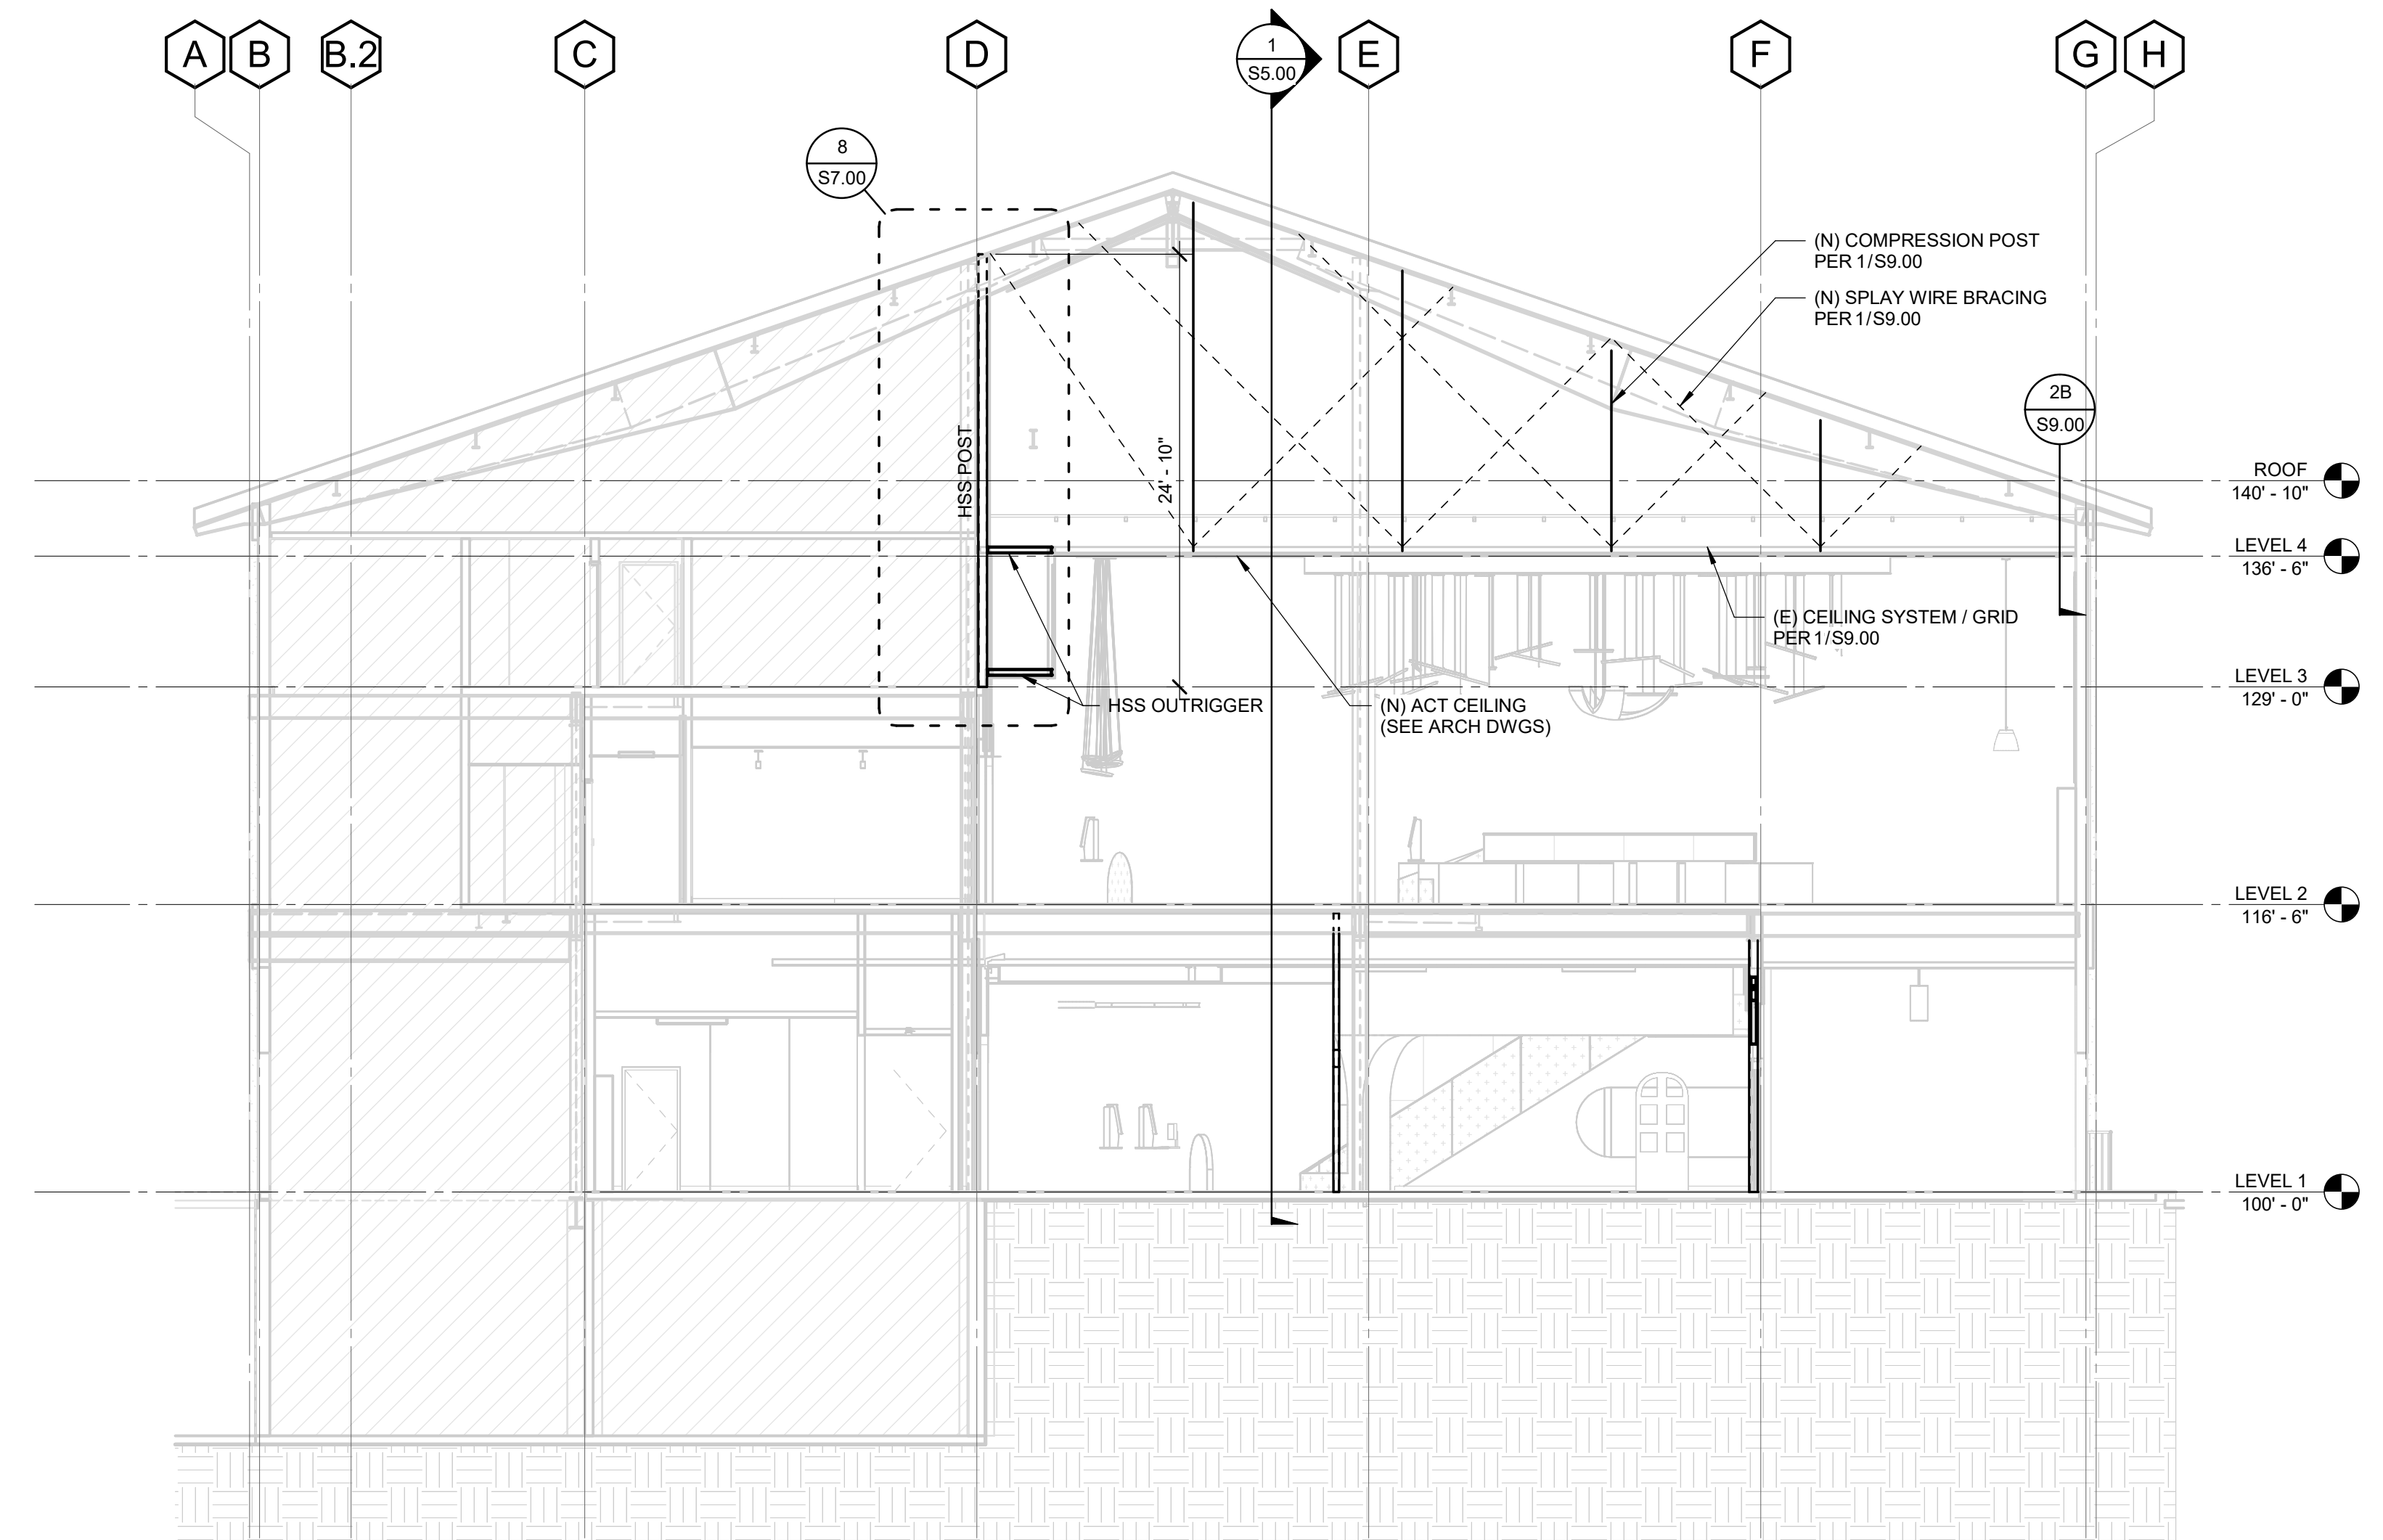 A
B
B.2
C
D
1
S5.00
E
F
G
H
8
S7.00
(N) COMPRESSION POST
PER 1/S9.00
(N) SPLAY WIRE BRACING
PER 1/S9.00
2B
S9.00
HSS POST
24' - 10"
ROOF
140' - 10"
LEVEL 4
136' - 6"
(E) CEILING SYSTEM / GRID
PER 1/S9.00
LEVEL 3
129' - 0"
HSS OUTRIGGER
(N) ACT CEILING
(SEE ARCH DWGS)
LEVEL 2
116' - 6"
LEVEL 1
100' - 0"